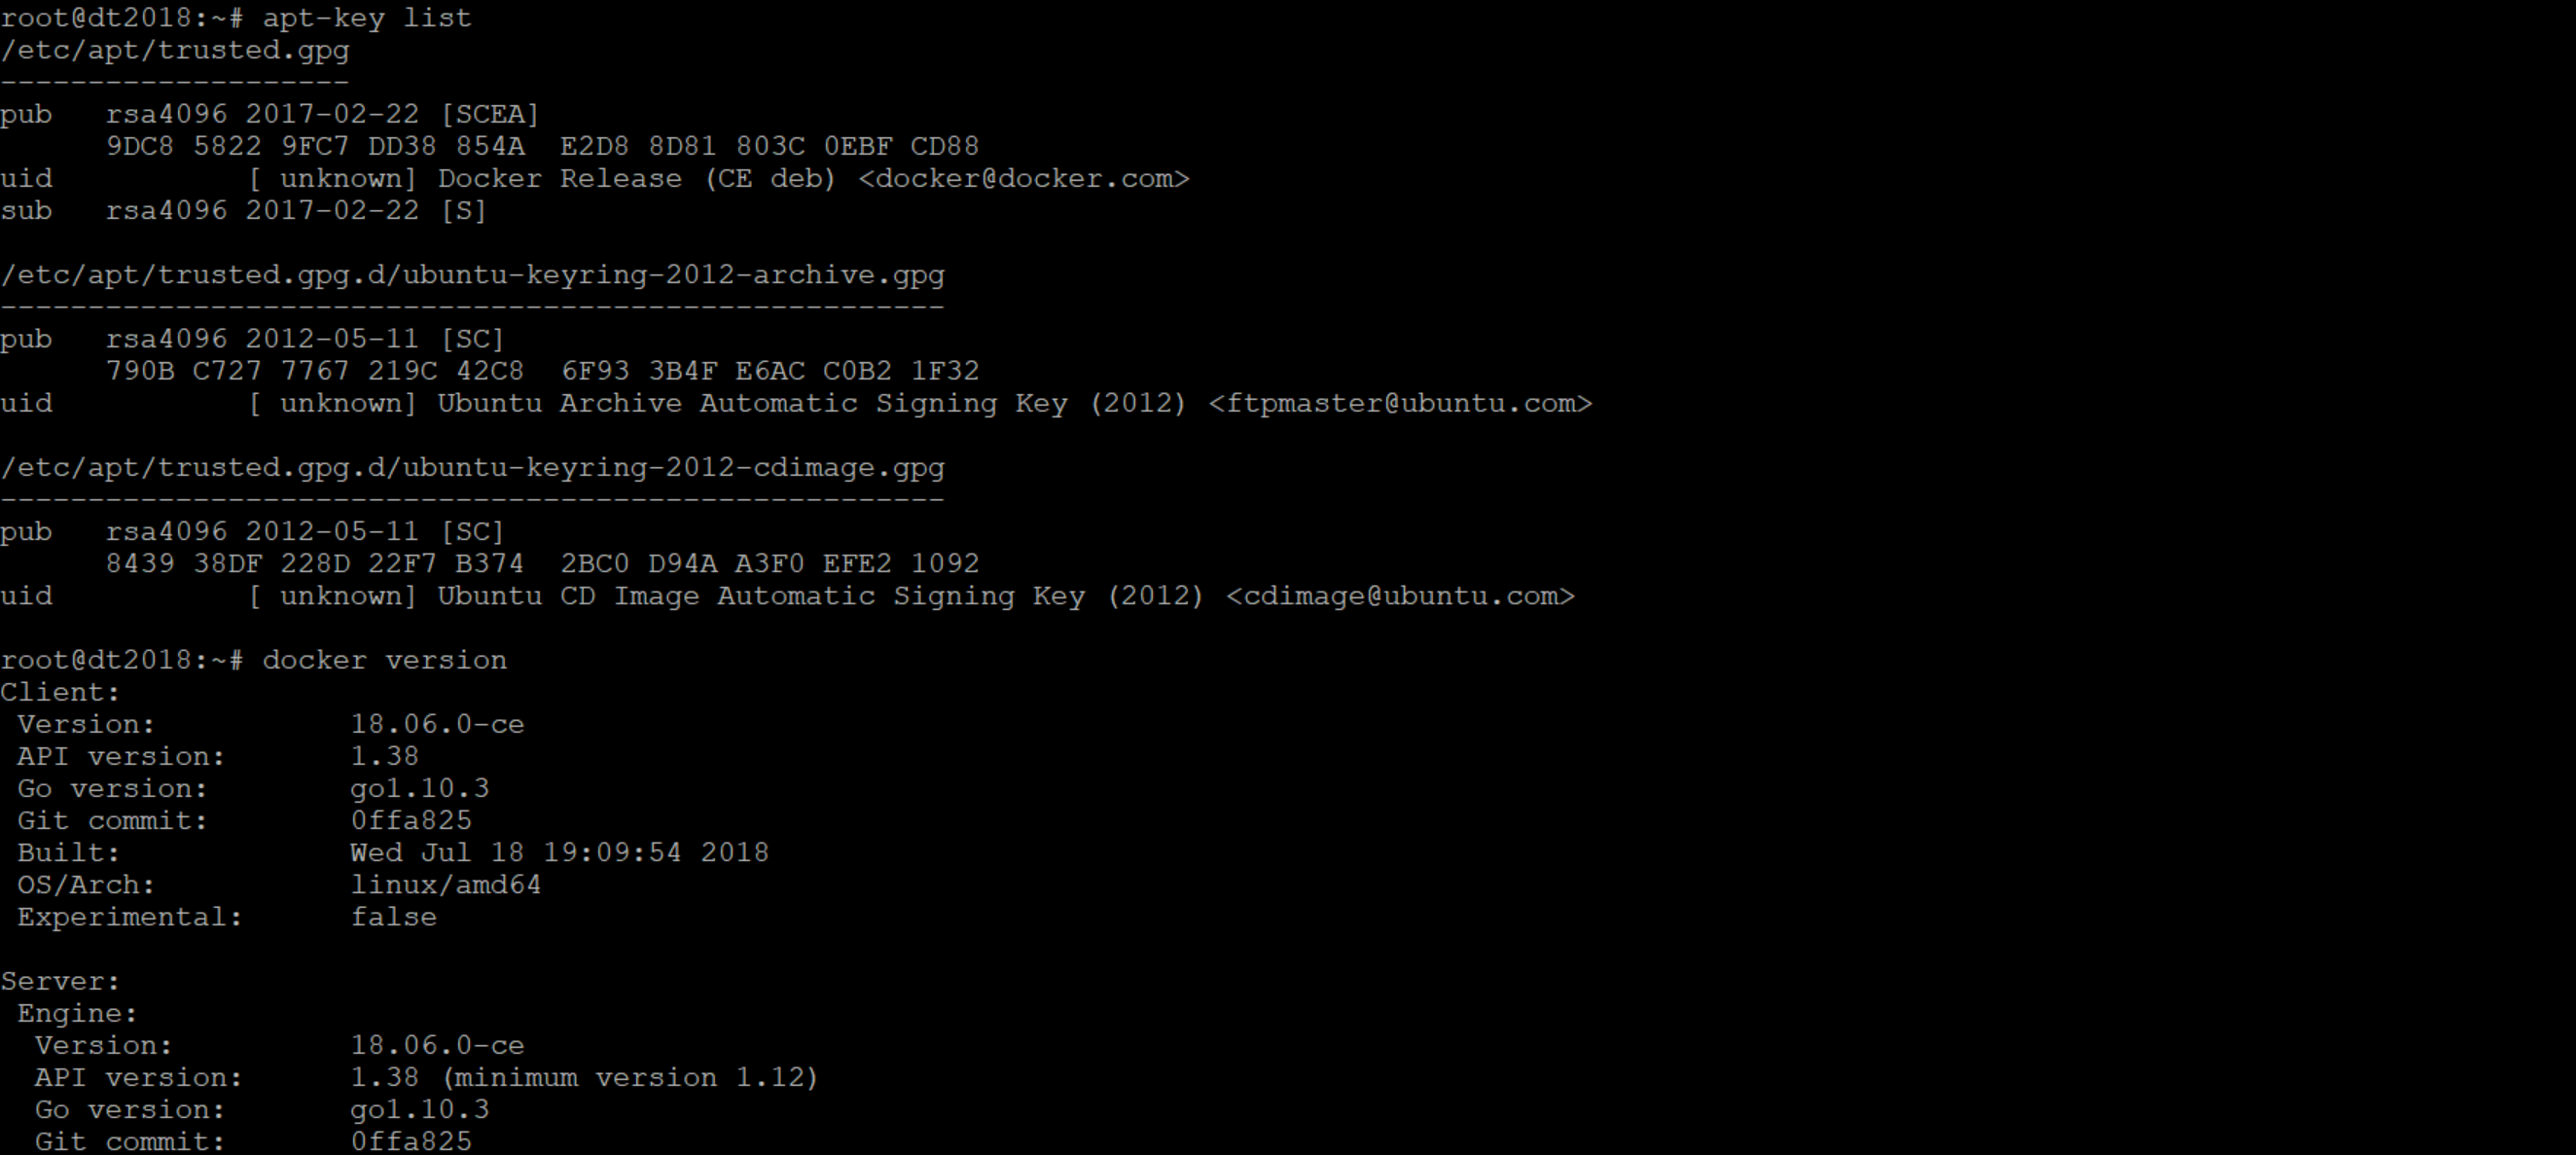 root@dt2018:~# apt-key list
/etc/apt/trusted.gpg
--------------------
pub   rsa4096 2017-02-22 [SCEA]
      9DC8 5822 9FC7 DD38 854A  E2D8 8D81 803C 0EBF CD88
uid           [ unknown] Docker Release (CE deb) <docker@docker.com>
sub   rsa4096 2017-02-22 [S]

/etc/apt/trusted.gpg.d/ubuntu-keyring-2012-archive.gpg
------------------------------------------------------
pub   rsa4096 2012-05-11 [SC]
      790B C727 7767 219C 42C8  6F93 3B4F E6AC C0B2 1F32
uid           [ unknown] Ubuntu Archive Automatic Signing Key (2012) <ftpmaster@ubuntu.com>

/etc/apt/trusted.gpg.d/ubuntu-keyring-2012-cdimage.gpg
------------------------------------------------------
pub   rsa4096 2012-05-11 [SC]
      8439 38DF 228D 22F7 B374  2BC0 D94A A3F0 EFE2 1092
uid           [ unknown] Ubuntu CD Image Automatic Signing Key (2012) <cdimage@ubuntu.com>

root@dt2018:~# docker version
Client:
 Version:           18.06.0-ce
 API version:       1.38
 Go version:        go1.10.3
 Git commit:        0ffa825
 Built:             Wed Jul 18 19:09:54 2018
 OS/Arch:           linux/amd64
 Experimental:      false

Server:
 Engine:
  Version:          18.06.0-ce
  API version:      1.38 (minimum version 1.12)
  Go version:       go1.10.3
  Git commit:       0ffa825